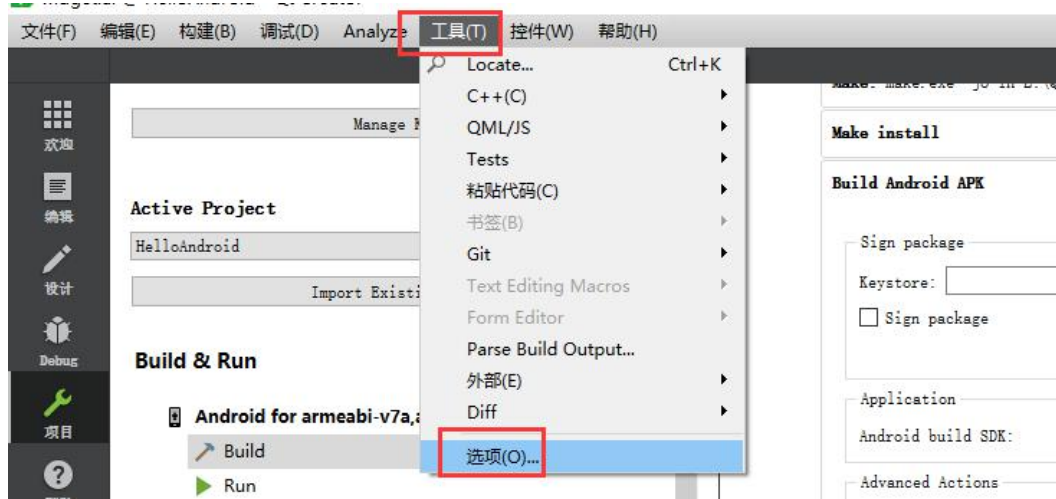 文件(F) 编辑(E) 构建(B) 调试(D) Analyze 工具(T) 控件(W) 帮助(H)
Locate... Ctrl+K
C++(C)
QML/JS
Tests
粘贴代码(C)
书签(B)
Git
Text Editing Macros
Form Editor
Parse Build Output...
外部(E)
Diff
选项(O)...
欢迎
编辑
设计
Debug
项目
Manage
Active Project
HelloAndroid
Import Existi
Build & Run
Android for armeabi-v7a,
Build
Run
Make install
Build Android APK
Sign package
Keystore:
Sign package
Application
Android build SDK:
Advanced Actions